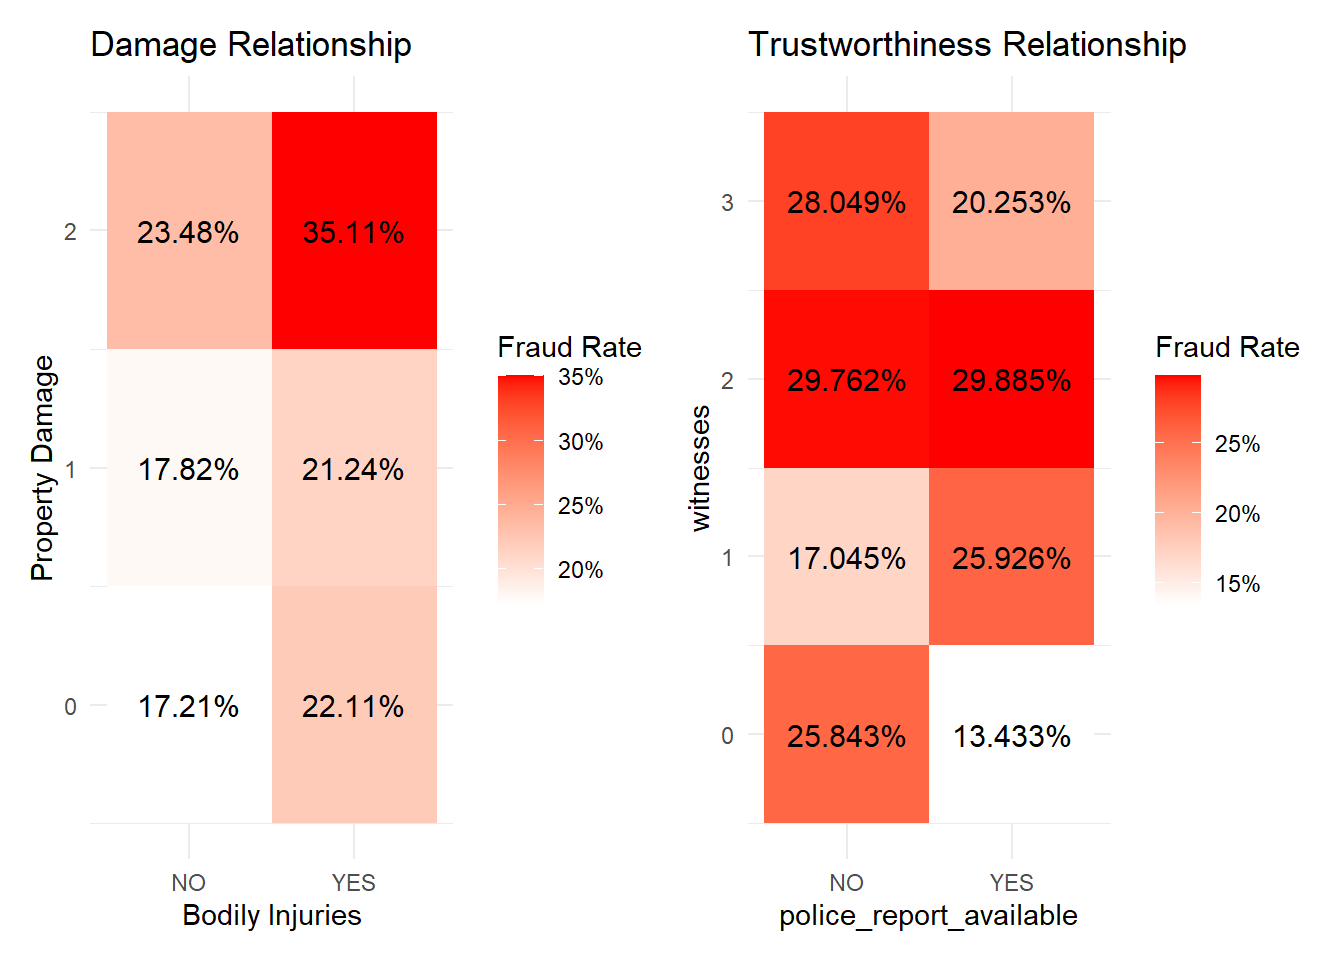 Damage Relationship
Property Damage
2
1
0
23.48%
35.11%
17.82%
21.24%
17.21%
22.11%
NO
YES
Bodily Injuries
Fraud Rate
35%
30%
25%
20%
Trustworthiness Relationship
witnesses
3
2
1
0
28.049%
20.253%
29.762%
29.885%
17.045%
25.926%
25.843%
13.433%
NO
YES
police_report_available
Fraud Rate
25%
20%
15%